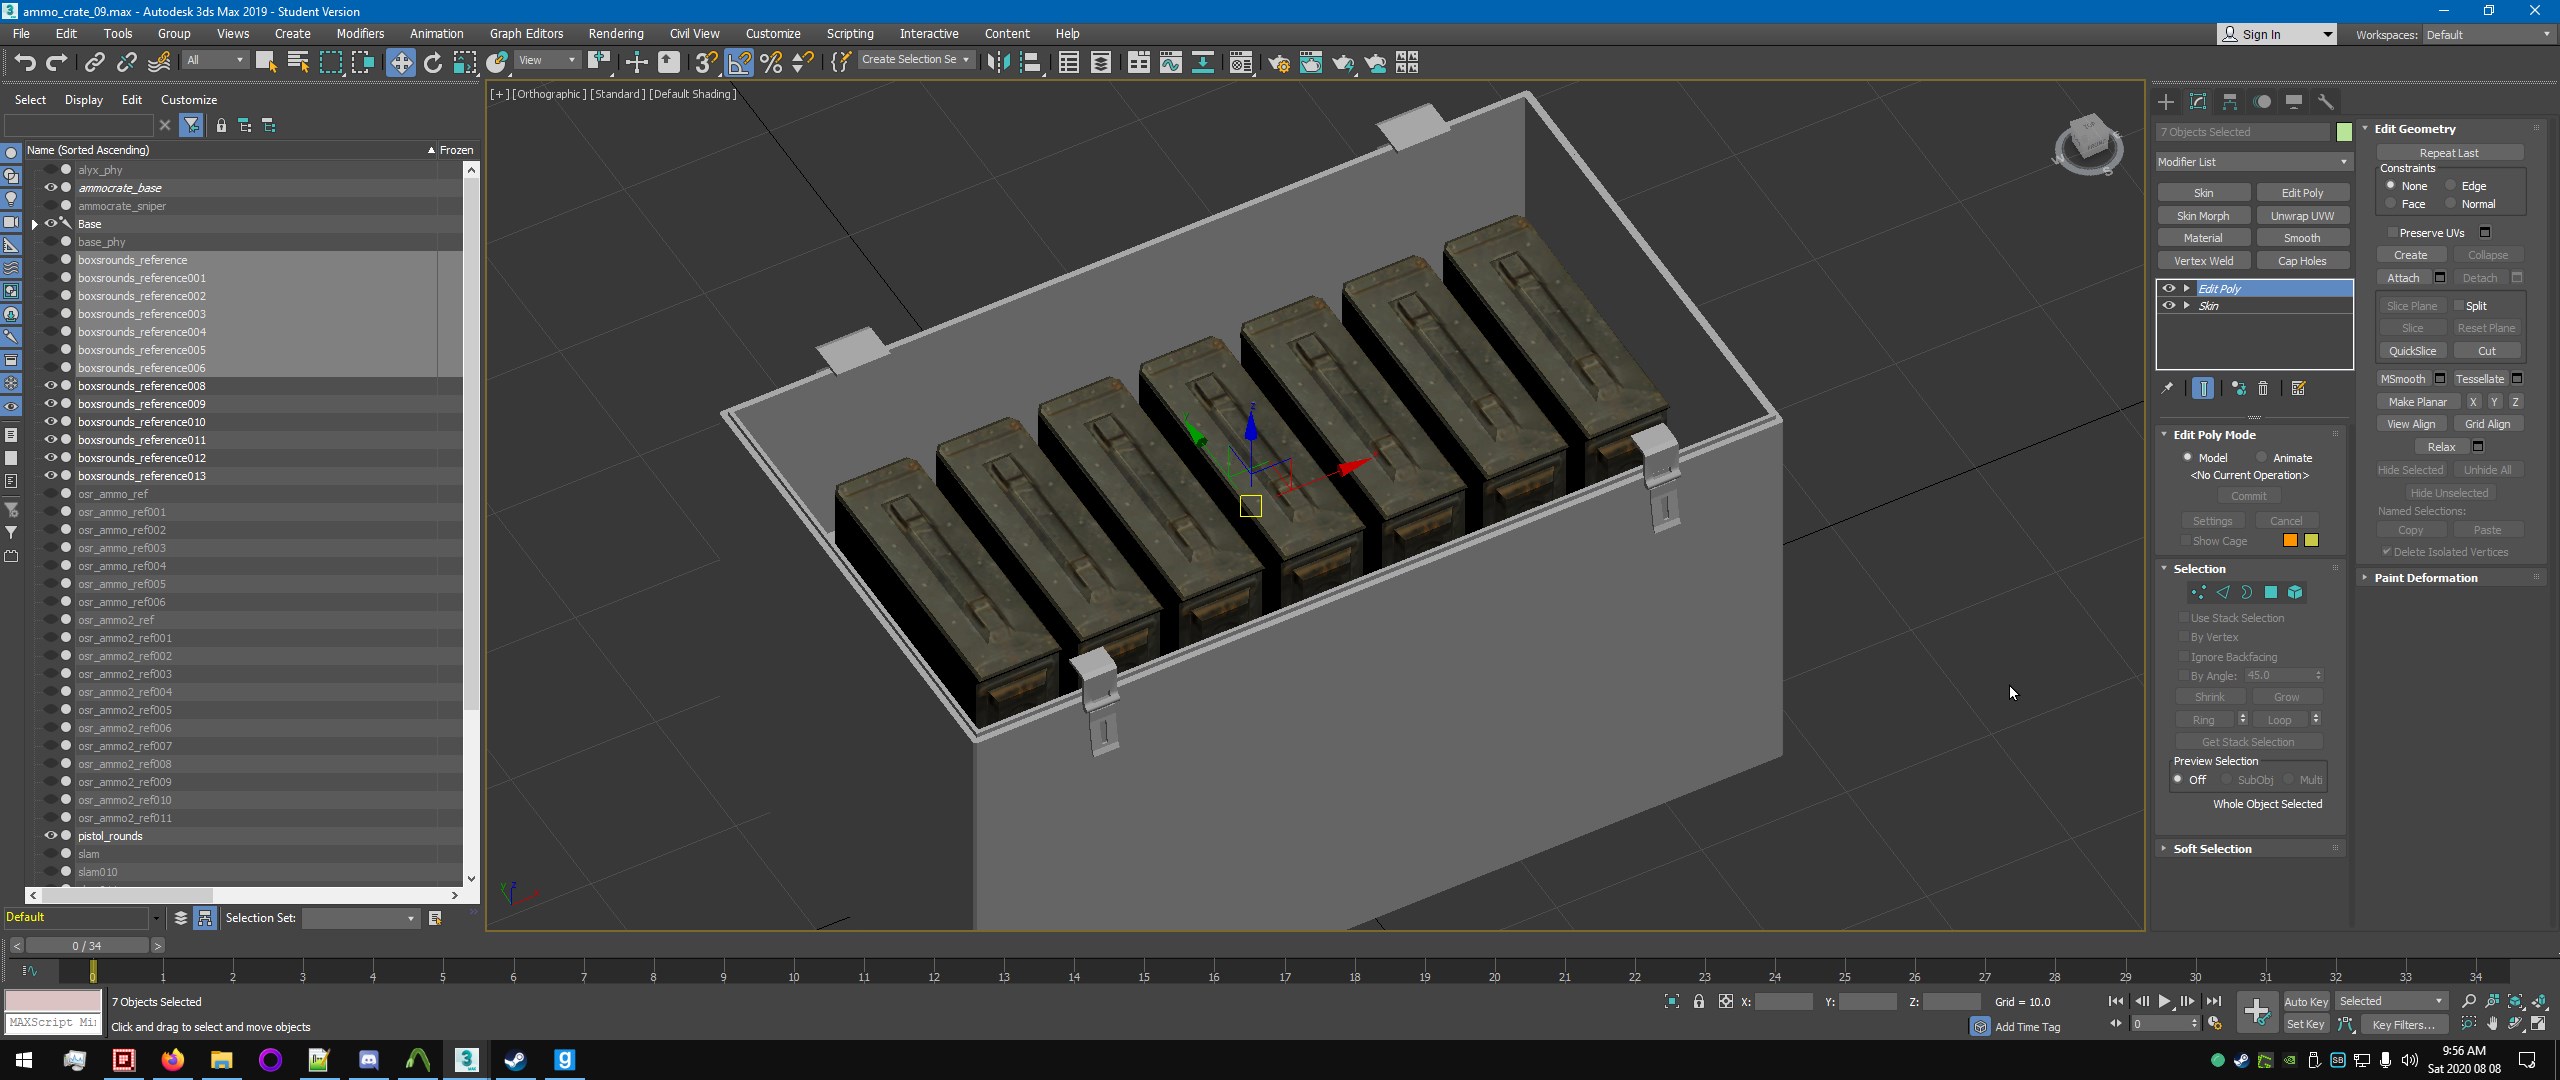 ammo_crate_09.max - Autodesk 3ds Max 2019 - Student Version
File Edit Tools Group Views Create Modifiers Animation Graph Editors Rendering Civil View Customize Scripting Interactive Content Help
Sign In Workspaces: Default
All View Create Selection Se
Select Display Edit Customize
[+] [Orthographic] [Standard] [Default Shading]
Name (Sorted Ascending) Frozen
alyx_phy
ammocrate_base
ammocrate_sniper
Base
base_phy
boxsrounds_reference
boxsrounds_reference001
boxsrounds_reference002
boxsrounds_reference003
boxsrounds_reference004
boxsrounds_reference005
boxsrounds_reference006
boxsrounds_reference008
boxsrounds_reference009
boxsrounds_reference010
boxsrounds_reference011
boxsrounds_reference012
boxsrounds_reference013
osr_ammo_ref
osr_ammo_ref001
osr_ammo_ref002
osr_ammo_ref003
osr_ammo_ref004
osr_ammo_ref005
osr_ammo_ref006
osr_ammo2_ref
osr_ammo2_ref001
osr_ammo2_ref002
osr_ammo2_ref003
osr_ammo2_ref004
osr_ammo2_ref005
osr_ammo2_ref006
osr_ammo2_ref007
osr_ammo2_ref008
osr_ammo2_ref009
osr_ammo2_ref010
osr_ammo2_ref011
pistol_rounds
slam
slam010
Default Selection Set:
7 Objects Selected
Modifier List
Skin Edit Poly
Skin Morph Unwrap UVW
Material Smooth
Vertex Weld Cap Holes
Edit Poly
Skin
Edit Poly Mode
Model Animate
<No Current Operation>
Commit
Settings Cancel
Show Cage
Selection
Use Stack Selection
By Vertex
Ignore Backfacing
By Angle: 45.0
Shrink Grow
Ring Loop
Get Stack Selection
Preview Selection
Off SubObj Multi
Whole Object Selected
Soft Selection
Edit Geometry
Repeat Last
Constraints
None Edge
Face Normal
Preserve UVs
Create Collapse
Attach Detach
Slice Plane Split
Slice Reset Plane
QuickSlice Cut
MSmooth Tessellate
Make Planar X Y Z
View Align Grid Align
Relax
Hide Selected Unhide All
Hide Unselected
Named Selections:
Copy Paste
Delete Isolated Vertices
Paint Deformation
0 / 34
0 1 2 3 4 5 6 7 8 9 10 11 12 13 14 15 16 17 18 19 20 21 22 23 24 25 26 27 28 29 30 31 32 33 34
7 Objects Selected X: Y: Z: Grid = 10.0 Auto Key Selected
MAXScript Mi Click and drag to select and move objects Add Time Tag 0 Set Key Key Filters...
9:56 AM
Sat 2020 08 08